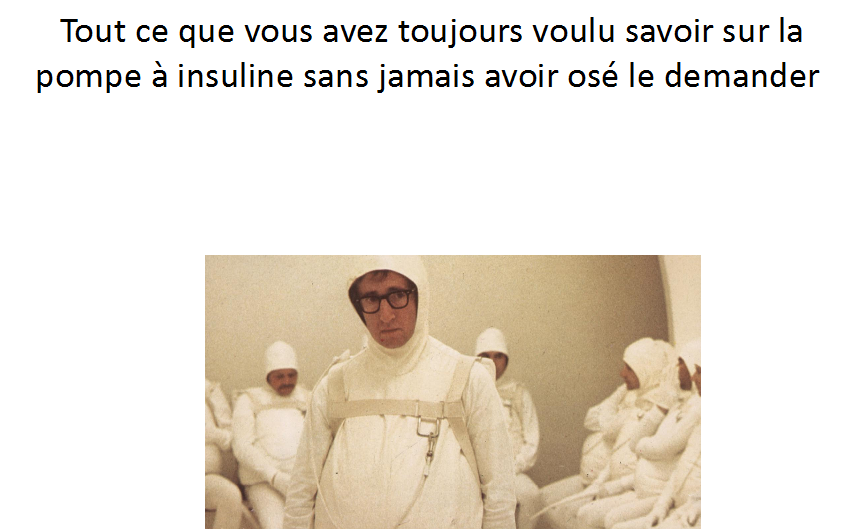 Tout ce que vous avez toujours voulu savoir sur la
pompe à insuline sans jamais avoir osé le demander